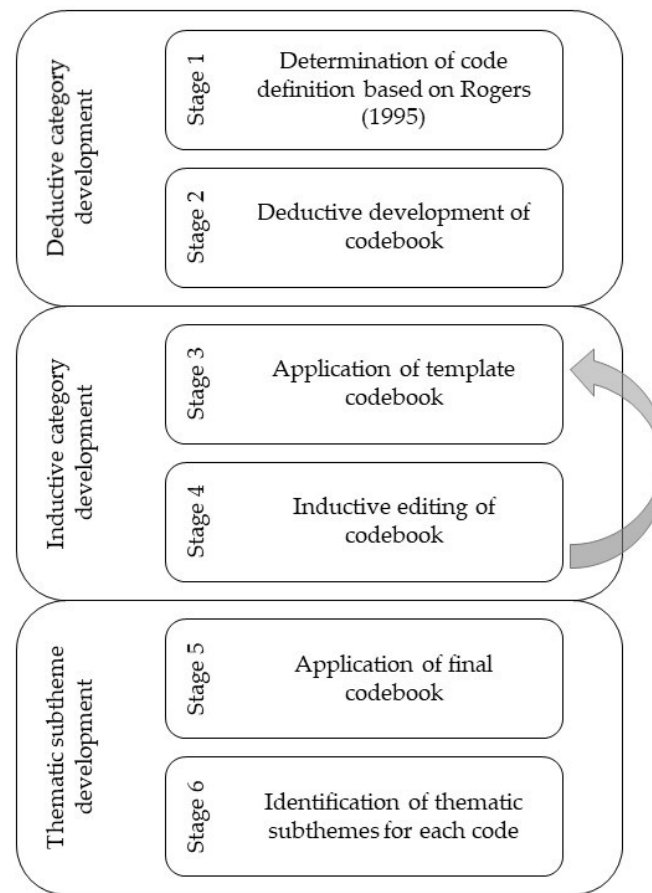 Deductive category
development
Stage 1
Determination of code
definition based on Rogers
(1995)
Stage 2
Deductive development of
codebook
Inductive category
development
Stage 3
Application of template
codebook
Stage 4
Inductive editing of
codebook
Thematic subtheme
development
Stage 5
Application of final
codebook
Stage 6
Identification of thematic
subthemes for each code